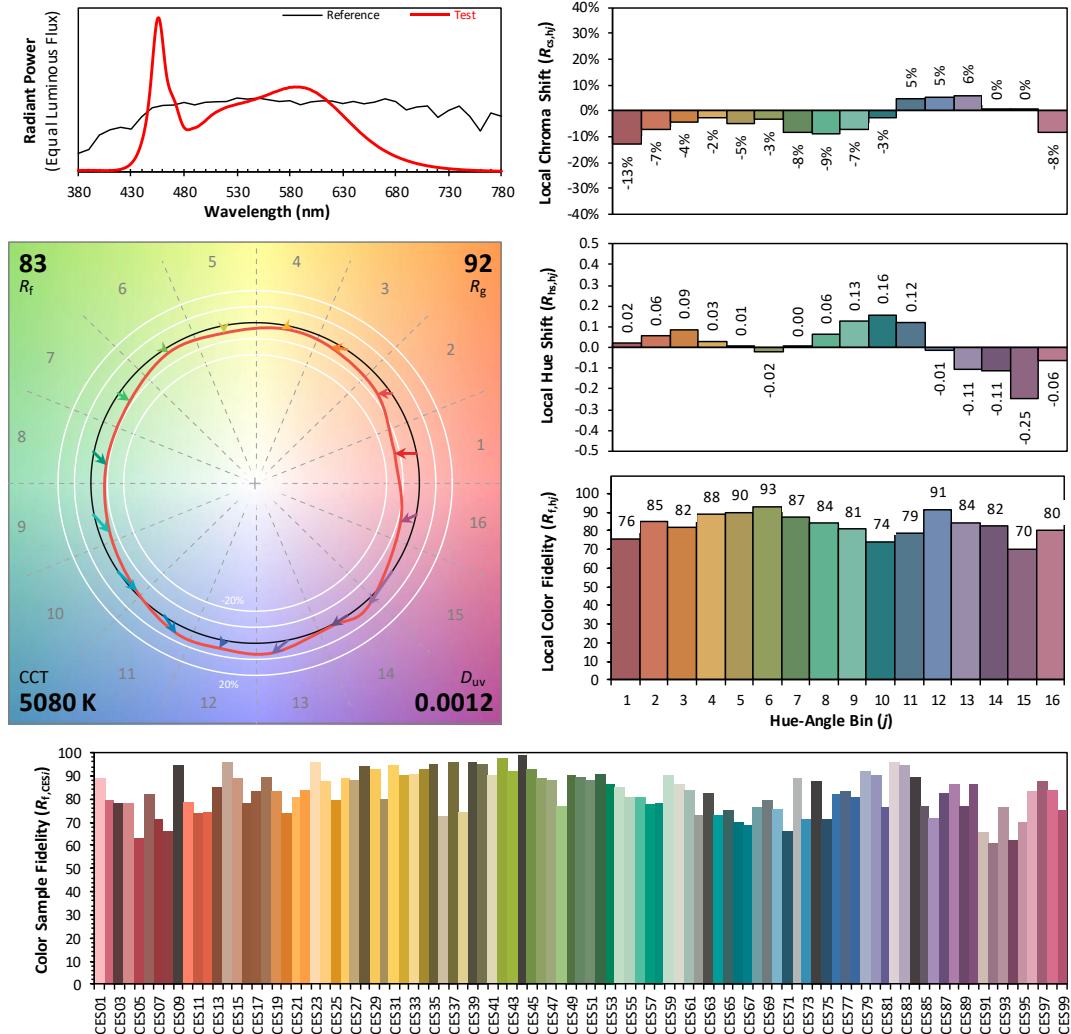 Radiant Power
(Equal Luminous Flux)
Reference
Test
380 430 480 530 580 630 680 730 780
Wavelength (nm)
Local Chroma Shift (Rcs,hj)
40%
30%
20%
10%
0%
-10%
-20%
-30%
-40%
-13% -7% -4% -2% -5% -3% -8% -9% -7% -3% 5% 5% 6% 0% 0% -8%
83
Rf
92
Rg
5 4
6 3
7 2
8 1
9 16
10 15
11 14
12 13
-20%
20%
CCT
5080 K
Duv
0.0012
Local Hue Shift (Rhs,hj)
0.5
0.4
0.3
0.2
0.1
0.0
-0.1
-0.2
-0.3
-0.4
-0.5
0.02 0.06 0.09 0.03 0.01 -0.02 0.00 0.06 0.13 0.16 0.12 -0.01 -0.11 -0.11 -0.25 -0.06
Local Color Fidelity (Rf,hj)
100
90
80
70
60
50
40
30
20
10
0
76 85 82 88 90 93 87 84 81 74 79 91 84 82 70 80
1 2 3 4 5 6 7 8 9 10 11 12 13 14 15 16
Hue-Angle Bin (j)
Color Sample Fidelity (Rf,CESi)
100
90
80
70
60
50
40
30
20
10
0
CES01 CES03 CES05 CES07 CES09 CES11 CES13 CES15 CES17 CES19 CES21 CES23 CES25 CES27 CES29 CES31 CES33 CES35 CES37 CES39 CES41 CES43 CES45 CES47 CES49 CES51 CES53 CES55 CES57 CES59 CES61 CES63 CES65 CES67 CES69 CES71 CES73 CES75 CES77 CES79 CES81 CES83 CES85 CES87 CES89 CES91 CES93 CES95 CES97 CES99